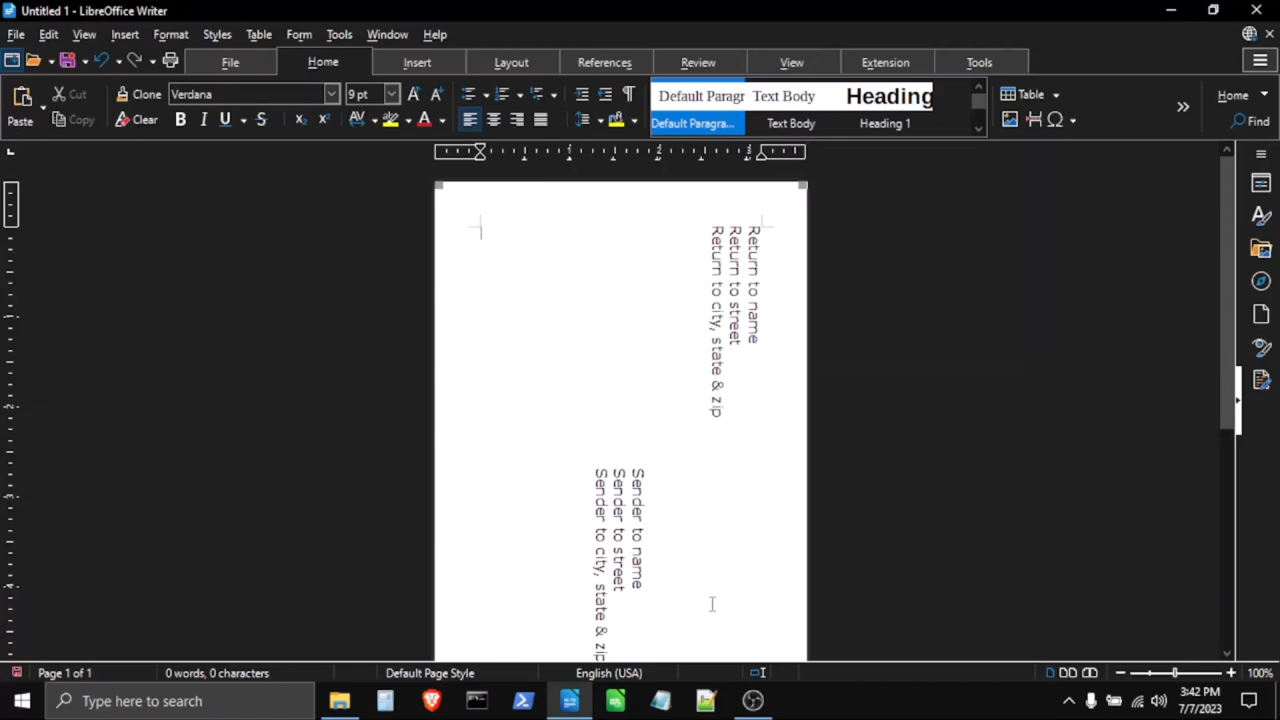 Untitled 1 - LibreOffice Writer
File Edit View Insert Format Styles Table Form Tools Window Help
File Home Insert Layout References Review View Extension Tools
Paste Cut Copy Clone Clear
Verdana 9 pt
Default Paragr Text Body Heading
Default Paragra... Text Body Heading 1
Table
Home
Find
Return to name
Return to street
Return to city, state & zip
Sender to name
Sender to street
Sender to city, state & zip
Page 1 of 1 0 words, 0 characters Default Page Style English (USA) 100%
Type here to search
3:42 PM
7/7/2023